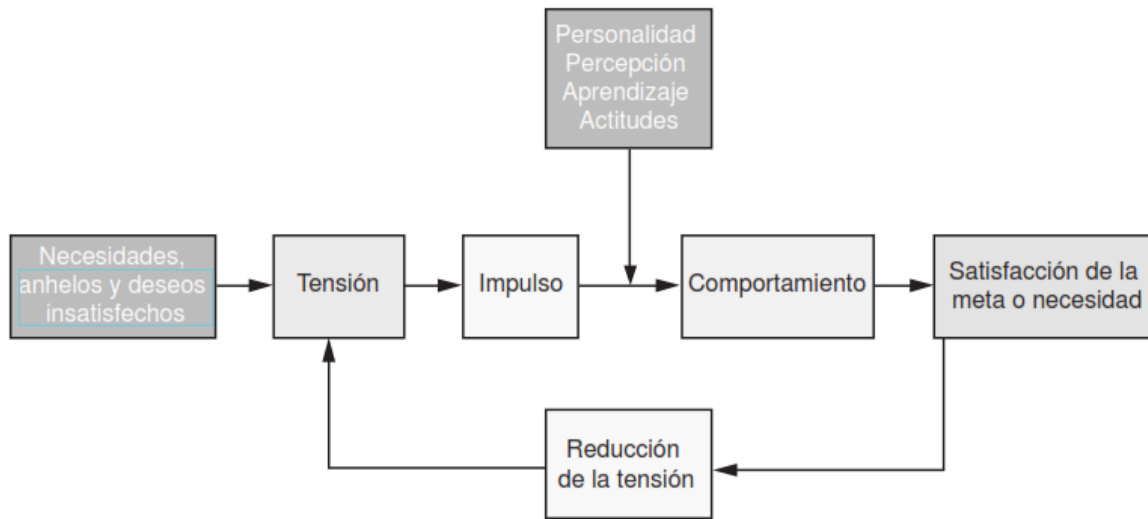 Personalidad
Percepción
Aprendizaje
Actitudes
Necesidades,
anhelos y deseos
insatisfechos
Tensión
Impulso
Comportamiento
Satisfacción de la
meta o necesidad
Reducción
de la tensión